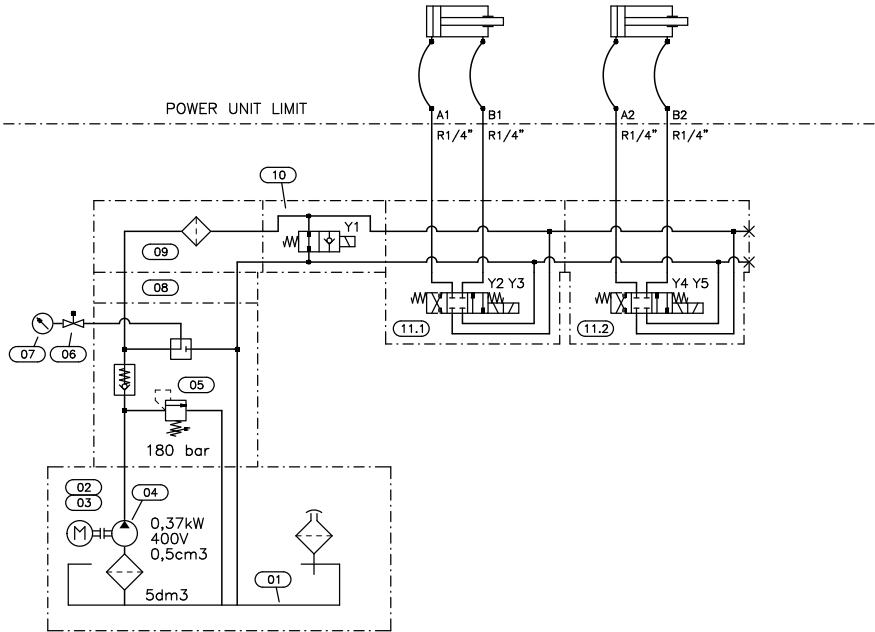 POWER UNIT LIMIT
A1
B1
A2
B2
R1/4"
R1/4"
R1/4"
R1/4"
10
Y1
09
08
Y2 Y3
Y4 Y5
11.1
11.2
07
06
05
180 bar
02
03
04
M
0,37kW
400V
0,5cm3
01
5dm3